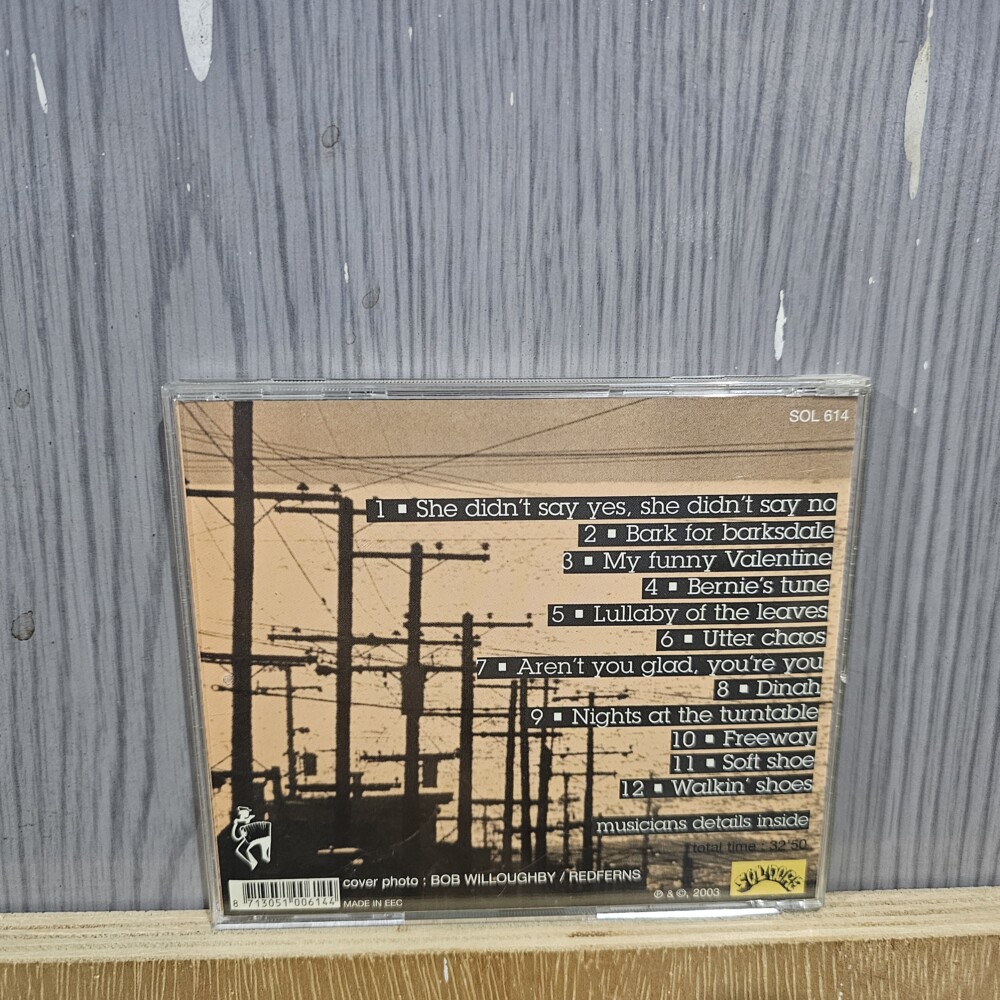 SOL 614
1 ▪ She didn't say yes, she didn't say no
2 ▪ Bark for barksdale
3 ▪ My funny Valentine
4 ▪ Bernie's tune
5 ▪ Lullaby of the leaves
6 ▪ Utter chaos
7 ▪ Aren't you glad, you're you
8 ▪ Dinah
9 ▪ Nights at the turntable
10 ▪ Freeway
11 ▪ Soft shoe
12 ▪ Walkin' shoes
musicians details inside
total time : 32'50
cover photo : BOB WILLOUGHBY / REDFERNS
℗ & ©, 2003
8 713051 006144
MADE IN EEC